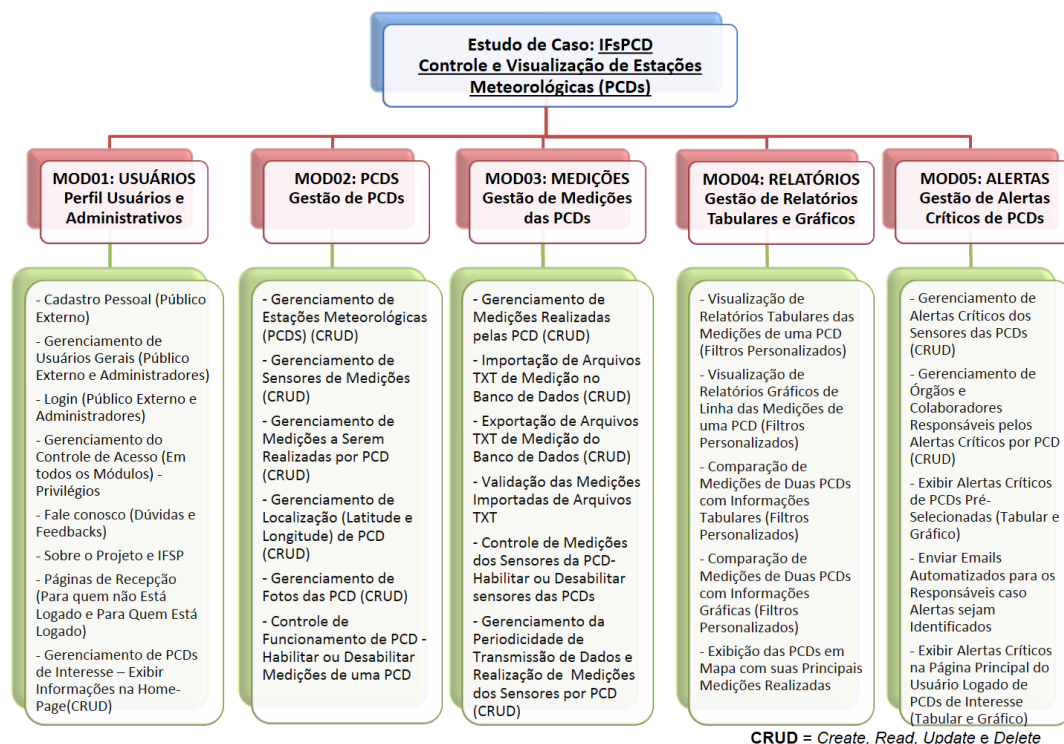 Estudo de Caso: IFsPCD
Controle e Visualização de Estações
Meteorológicas (PCDs)
MOD01: USUÁRIOS
Perfil Usuários e
Administrativos
MOD02: PCDS
Gestão de PCDs
MOD03: MEDIÇÕES
Gestão de Medições
das PCDs
MOD04: RELATÓRIOS
Gestão de Relatórios
Tabulares e Gráficos
MOD05: ALERTAS
Gestão de Alertas
Críticos de PCDs
- Cadastro Pessoal (Público
Externo)
- Gerenciamento de
Usuários Gerais (Público
Externo e Administradores)
- Login (Público Externo e
Administradores)
- Gerenciamento do
Controle de Acesso (Em
todos os Módulos) -
Privilégios
- Fale conosco (Dúvidas e
Feedbacks)
- Sobre o Projeto e IFSP
- Páginas de Recepção
(Para quem não Está
Logado e Para Quem Está
Logado)
- Gerenciamento de PCDs
de Interesse – Exibir
Informações na Home-
Page(CRUD)
- Gerenciamento de
Estações Meteorológicas
(PCDS) (CRUD)
- Gerenciamento de
Sensores de Medições
(CRUD)
- Gerenciamento de
Medições a Serem
Realizadas por PCD
(CRUD)
- Gerenciamento de
Localização (Latitude e
Longitude) de PCD
(CRUD)
- Gerenciamento de
Fotos das PCD (CRUD)
- Controle de
Funcionamento de PCD -
Habilitar ou Desabilitar
Medições de uma PCD
- Gerenciamento de
Medições Realizadas
pelas PCD (CRUD)
- Importação de Arquivos
TXT de Medição no
Banco de Dados (CRUD)
- Exportação de Arquivos
TXT de Medição do
Banco de Dados (CRUD)
- Validação das Medições
Importadas de Arquivos
TXT
- Controle de Medições
dos Sensores da PCD-
Habilitar ou Desabilitar
sensores das PCDs
- Gerenciamento da
Periodicidade de
Transmissão de Dados e
Realização de Medições
dos Sensores por PCD
(CRUD)
- Visualização de
Relatórios Tabulares das
Medições de uma PCD
(Filtros Personalizados)
- Visualização de
Relatórios Gráficos de
Linha das Medições de
uma PCD (Filtros
Personalizados)
- Comparação de
Medições de Duas PCDs
com Informações
Tabulares (Filtros
Personalizados)
- Comparação de
Medições de Duas PCDs
com Informações
Gráficas (Filtros
Personalizados)
- Exibição das PCDs em
Mapa com suas Principais
Medições Realizadas
- Gerenciamento de
Alertas Críticos dos
Sensores das PCDs
(CRUD)
- Gerenciamento de
Órgãos e
Colaboradores
Responsáveis pelos
Alertas Críticos por PCD
(CRUD)
- Exibir Alertas Críticos
de PCDs Pré-
Selecionadas (Tabular e
Gráfico)
- Enviar Emails
Automatizados para os
Responsáveis caso
Alertas sejam
Identificados
- Exibir Alertas Críticos
na Página Principal do
Usuário Logado de
PCDs de Interesse
(Tabular e Gráfico)
CRUD = Create, Read, Update e Delete